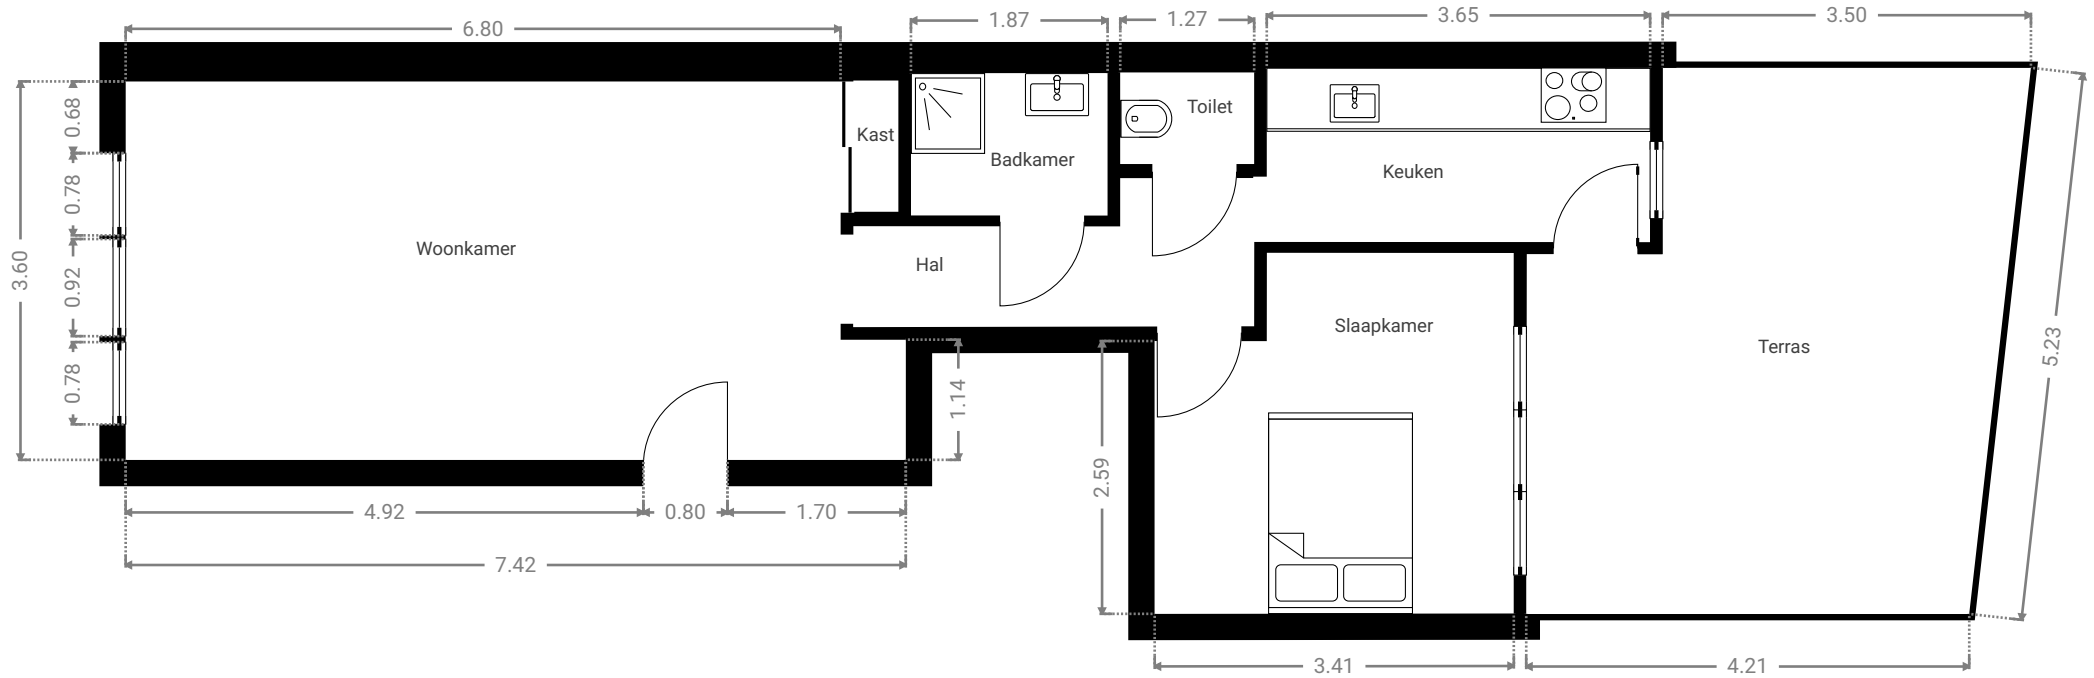 6.80
1.87
1.27
3.65
3.50
0.68
0.78
0.92
0.78
3.60
Kast
Badkamer
Toilet
Keuken
Woonkamer
Hal
Slaapkamer
Terras
5.23
1.14
2.59
4.92
0.80
1.70
7.42
3.41
4.21